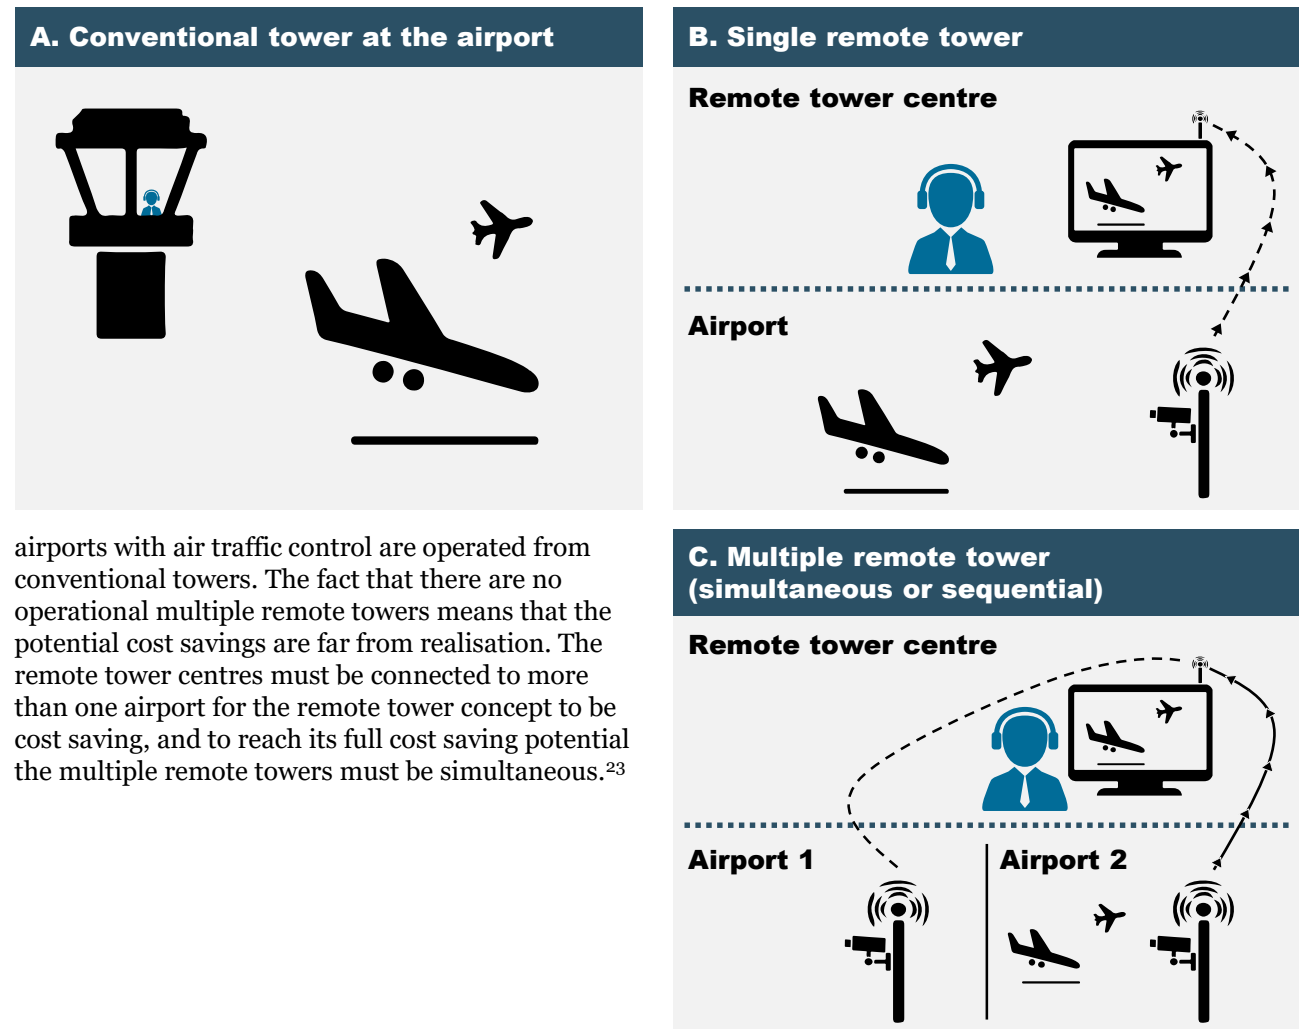 A. Conventional tower at the airport
airports with air traffic control are operated from
conventional towers. The fact that there are no
operational multiple remote towers means that the
potential cost savings are far from realisation. The
remote tower centres must be connected to more
than one airport for the remote tower concept to be
cost saving, and to reach its full cost saving potential
the multiple remote towers must be simultaneous.23
B. Single remote tower
Remote tower centre
Airport
C. Multiple remote tower
(simultaneous or sequential)
Remote tower centre
Airport 1
Airport 2